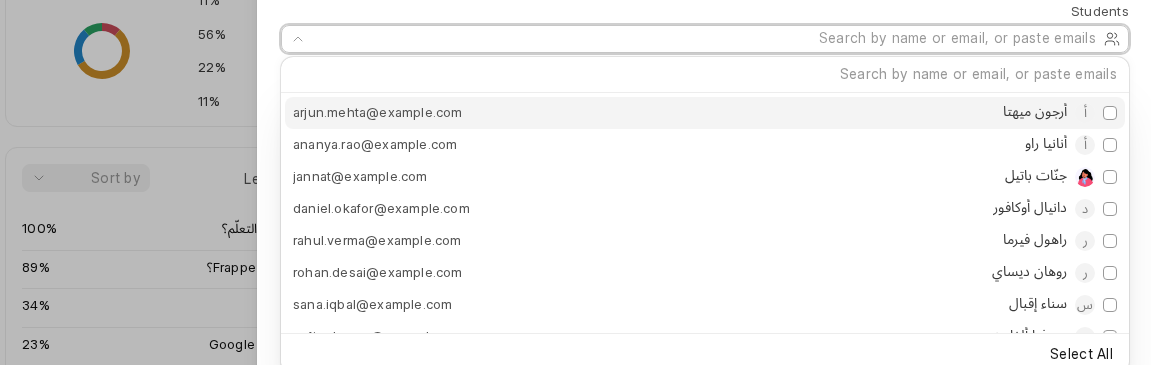 11%
56%
22%
11%
Sort by
Le
100% التعلّم؟
89% Frappe؟
34%
23% Google
Students
Search by name or email, or paste emails
Search by name or email, or paste emails
أ أرجون ميهتا arjun.mehta@example.com
أ أنانيا راو ananya.rao@example.com
جنّات باتيل jannat@example.com
د دانيال أوكافور daniel.okafor@example.com
ر راهول فيرما rahul.verma@example.com
ر روهان ديساي rohan.desai@example.com
س سناء إقبال sana.iqbal@example.com
Select All